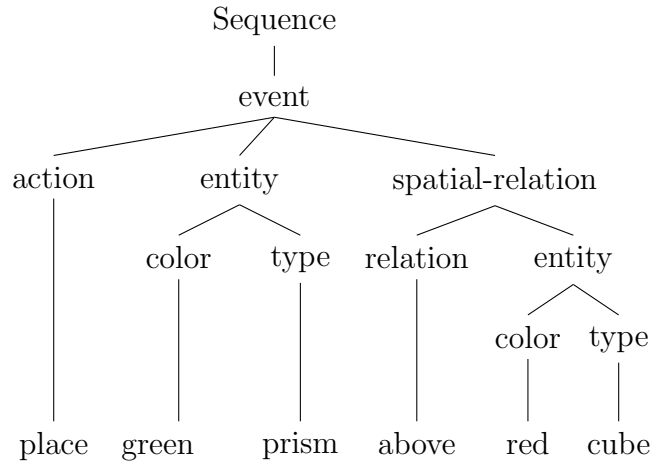 Sequence
event
action entity spatial-relation
color type relation entity
color type
place green prism above red cube